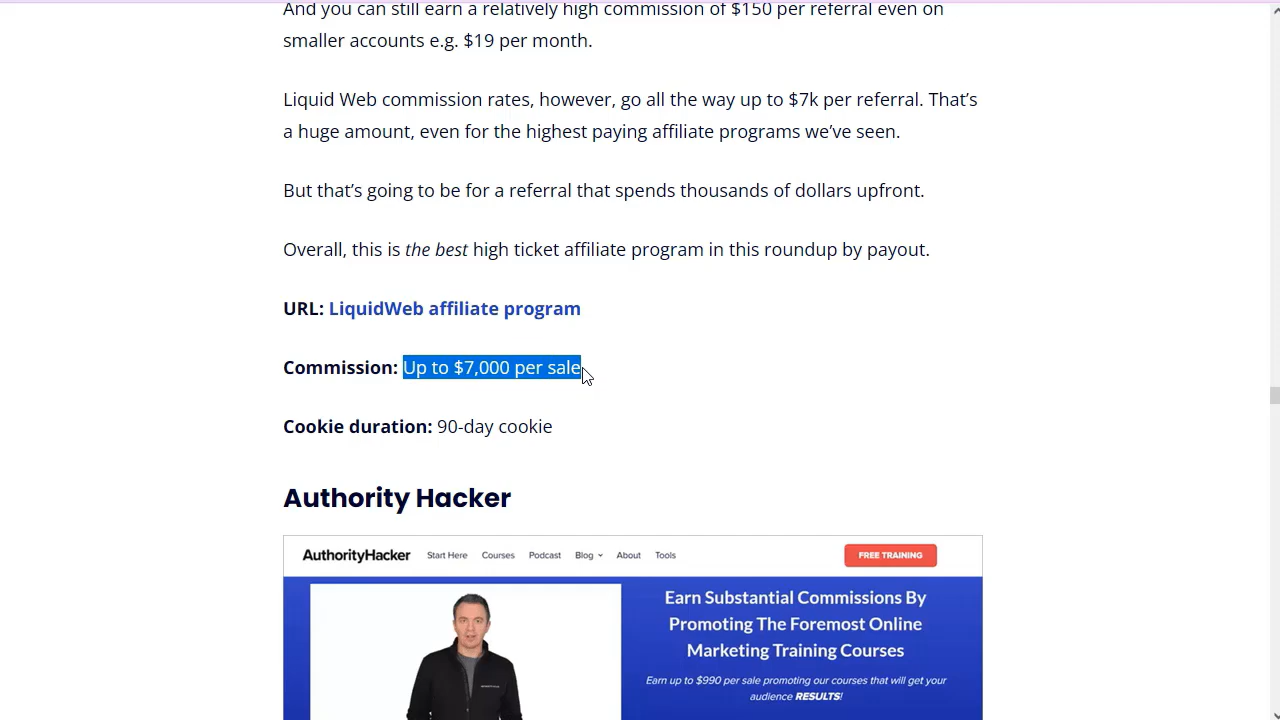 And you can still earn a relatively high commission of $150 per referral even on
smaller accounts e.g. $19 per month.
Liquid Web commission rates, however, go all the way up to $7k per referral. That's
a huge amount, even for the highest paying affiliate programs we've seen.
But that's going to be for a referral that spends thousands of dollars upfront.
Overall, this is the best high ticket affiliate program in this roundup by payout.
URL: LiquidWeb affiliate program
Commission: Up to $7,000 per sale
Cookie duration: 90-day cookie
Authority Hacker
AuthorityHacker Start Here Courses Podcast Blog About Tools FREE TRAINING
Earn Substantial Commissions By
Promoting The Foremost Online
Marketing Training Courses
Earn up to $990 per sale promoting our courses that will get your
audience RESULTS!